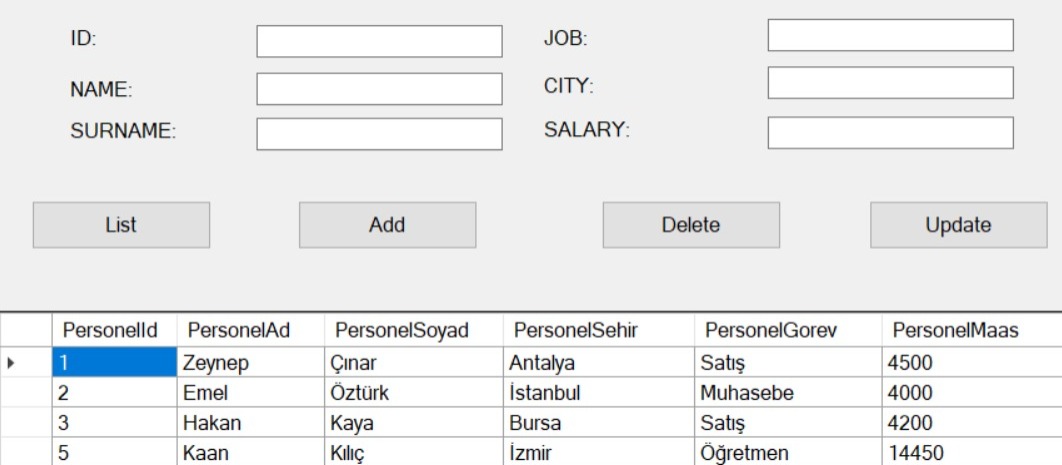 ID:
JOB:
NAME:
CITY:
SURNAME:
SALARY:
List Add Delete Update
PersonelId PersonelAd PersonelSoyad PersonelSehir PersonelGorev PersonelMaas
1 Zeynep Çınar Antalya Satış 4500
2 Emel Öztürk İstanbul Muhasebe 4000
3 Hakan Kaya Bursa Satış 4200
5 Kaan Kılıç İzmir Öğretmen 14450